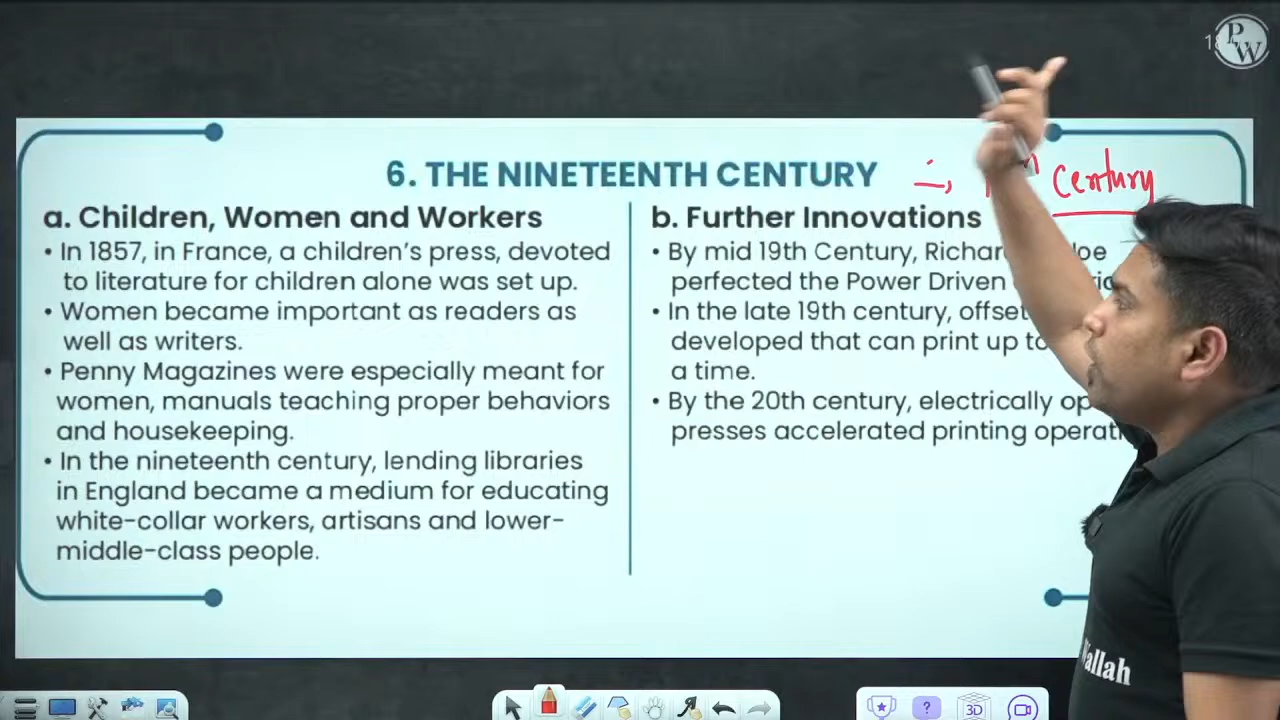 PW
6. THE NINETEENTH CENTURY
Century
a. Children, Women and Workers
• In 1857, in France, a children's press, devoted
to literature for children alone was set up.
• Women became important as readers as
well as writers.
• Penny Magazines were especially meant for
women, manuals teaching proper behaviors
and housekeeping.
• In the nineteenth century, lending libraries
in England became a medium for educating
white-collar workers, artisans and lower-
middle-class people.
b. Further Innovations
• By mid 19th Century,
perfected the Power Driven
• In the late 19th century, offset
developed that can print up to
a time.
• By the 20th century, electrically
presses accelerated printing
Wallah
?
3D